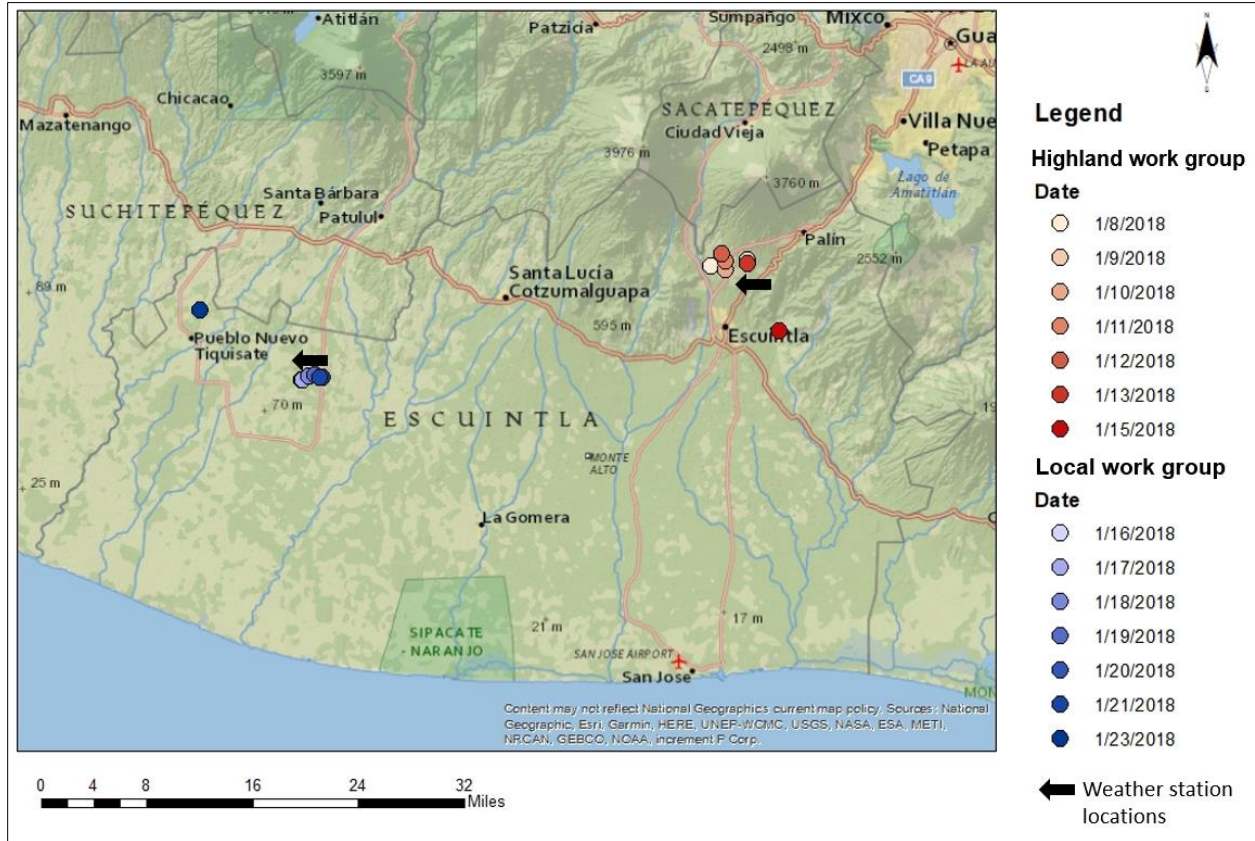 Atitlán
Patzicía
Sumpango
Mixco
Gua
2498 m
LA AU
3597 m
CA9
Chicacao
Mazatenango
SACATEPÉQUEZ
Ciudad Vieja
Villa Nue
Petapa
3976 m
3760 m
Lago de
Amatitlán
Santa Bárbara
SUCHITEPÉQUEZ
Patulul
Palín
2552 m
89 m
Santa Lucía
Cotzumalguapa
595 m
Escuintla
Pueblo Nuevo
Tiquisate
70 m
ESCUINTLA
19
MONTE
ALTO
25 m
La Gomera
SIPACATE
-NARANJO
21 m
17 m
SAN JOSE AIRPORT
San Jose
MON
Content may not reflect National Geographic's current map policy. Sources: National
Geographic, Esri, Garmin, HERE, UNEP-WCMC, USGS, NASA, ESA, METI,
NRCAN, GEBCO, NOAA, increment P Corp.
0 4 8 16 24 32
Miles
N
S
Legend
Highland work group
Date
1/8/2018
1/9/2018
1/10/2018
1/11/2018
1/12/2018
1/13/2018
1/15/2018
Local work group
Date
1/16/2018
1/17/2018
1/18/2018
1/19/2018
1/20/2018
1/21/2018
1/23/2018
Weather station
locations